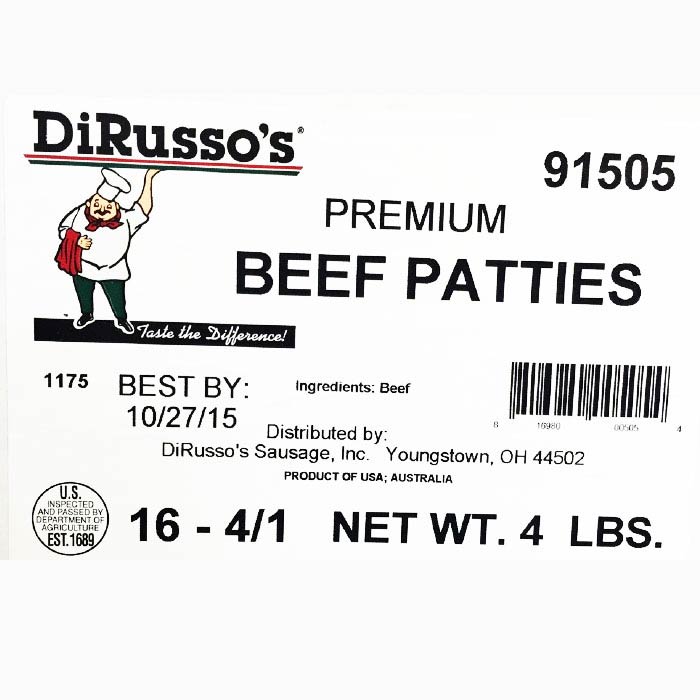 DiRusso's®
91505
PREMIUM
BEEF PATTIES
™
Taste the Difference!
1175
BEST BY:
10/27/15
Ingredients: Beef
8 16980 00505 4
Distributed by:
DiRusso's Sausage, Inc. Youngstown, OH 44502
PRODUCT OF USA; AUSTRALIA
U.S.
INSPECTED
AND PASSED BY
DEPARTMENT OF
AGRICULTURE
EST.1689
16 - 4/1 NET WT. 4 LBS.